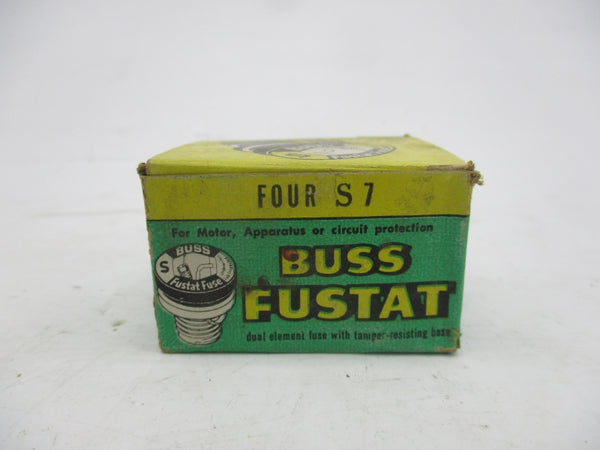 FOUR S 7
For Motor, Apparatus or circuit protection
BUSS
FUSTAT
dual element fuse with tamper-resisting base
BUSS
S
Fustat Fuse